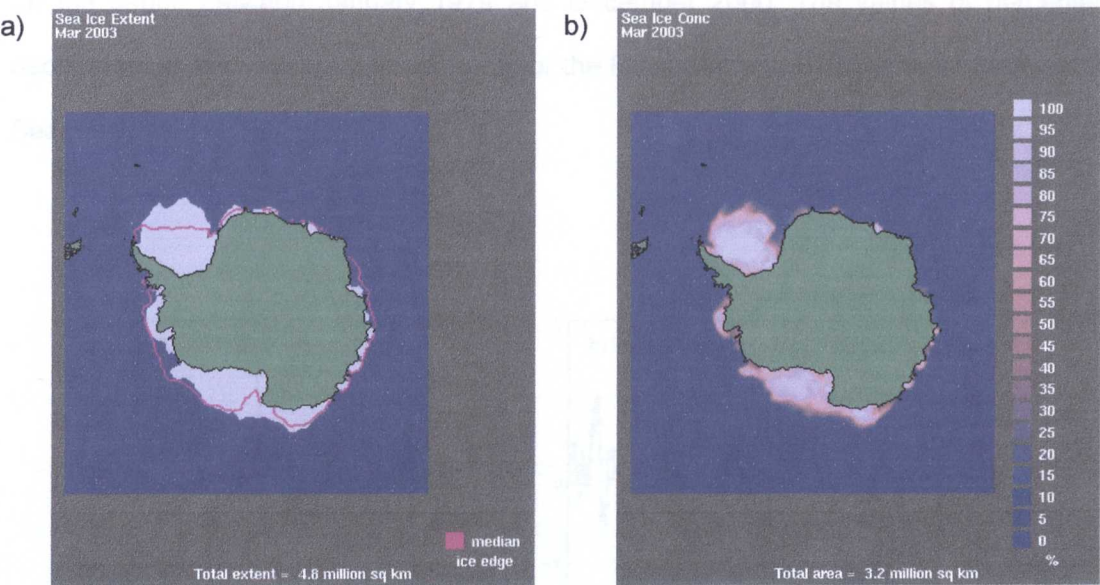 a)
Sea Ice Extent
Mar 2003
median
ice edge
Total extent = 4.8 million sq km
b)
Sea Ice Conc
Mar 2003
100
95
90
85
80
75
70
65
60
55
50
45
40
35
30
25
20
15
10
5
0
%
Total area = 3.2 million sq km